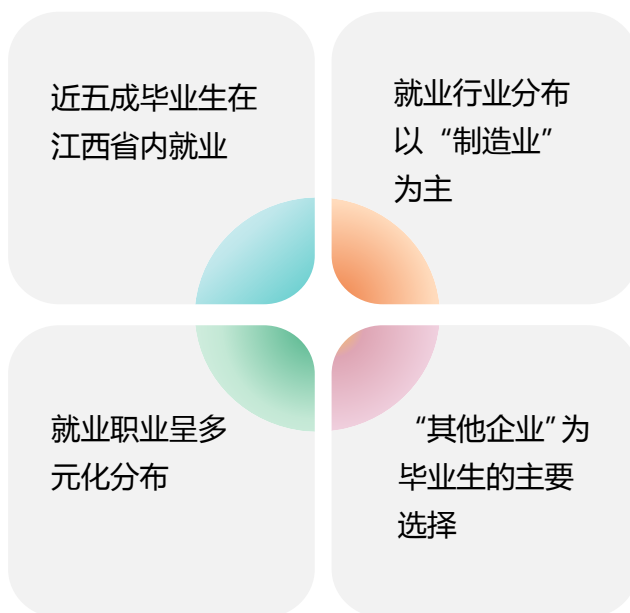 近五成毕业生在
江西省内就业
就业行业分布
以“制造业”
为主
就业职业呈多
元化分布
“其他企业”为
毕业生的主要
选择